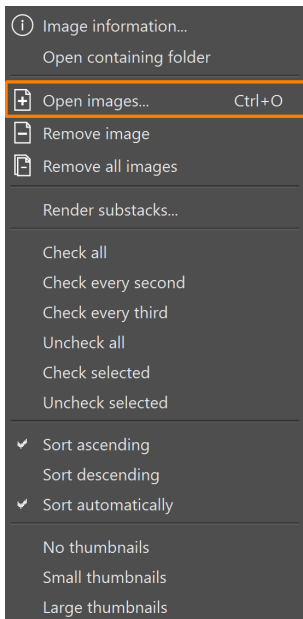 Image information...
Open containing folder
Open images... Ctrl+O
Remove image
Remove all images
Render substacks...
Check all
Check every second
Check every third
Uncheck all
Check selected
Uncheck selected
Sort ascending
Sort descending
Sort automatically
No thumbnails
Small thumbnails
Large thumbnails